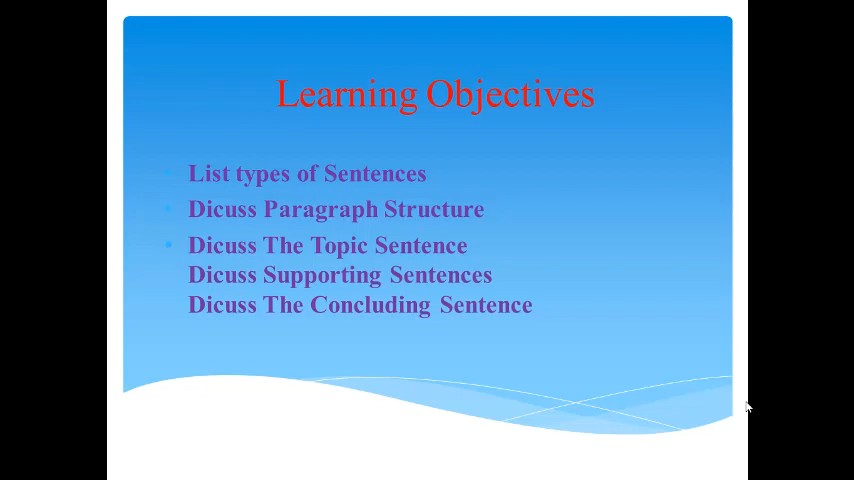 Learning Objectives
List types of Sentences
Dicuss Paragraph Structure
Dicuss The Topic Sentence
Dicuss Supporting Sentences
Dicuss The Concluding Sentence